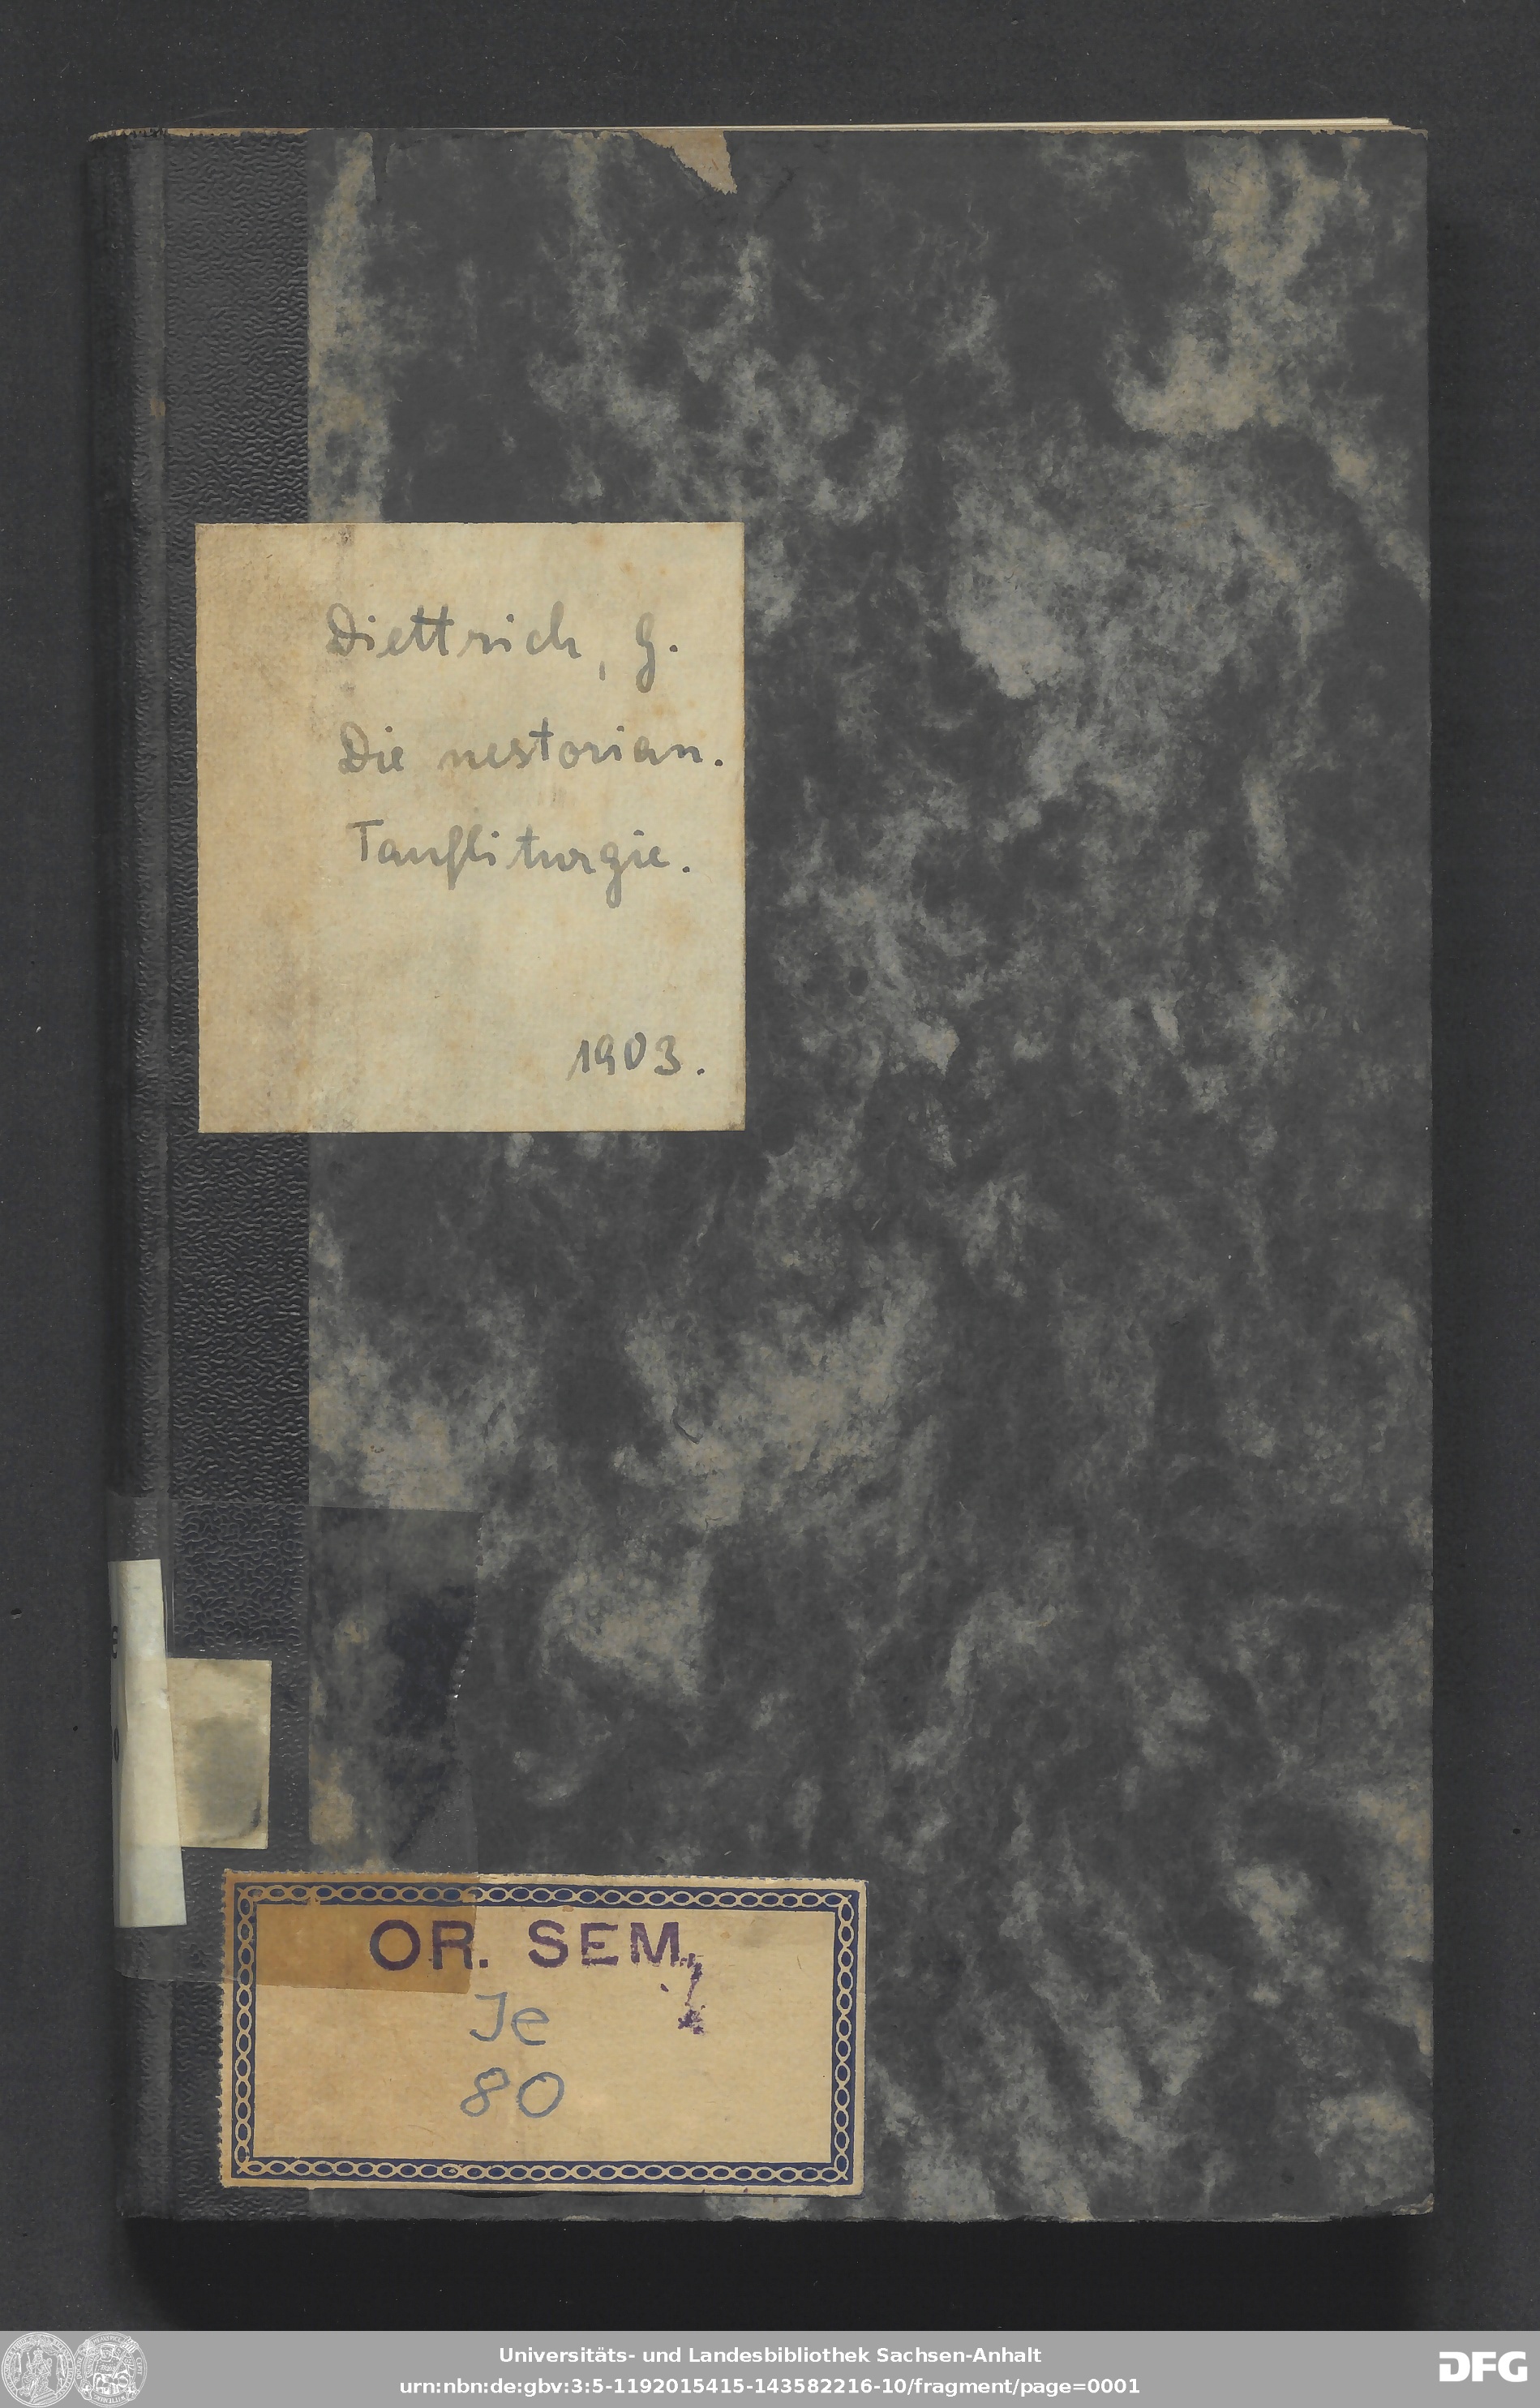 Diettrich, G.
Die nestorian.
Taufliturgie.
1903.
OR. SEM.
Je
80
Universitäts- und Landesbibliothek Sachsen-Anhalt
urn:nbn:de:gbv:3:5-1192015415-143582216-10/fragment/page=0001
DFG